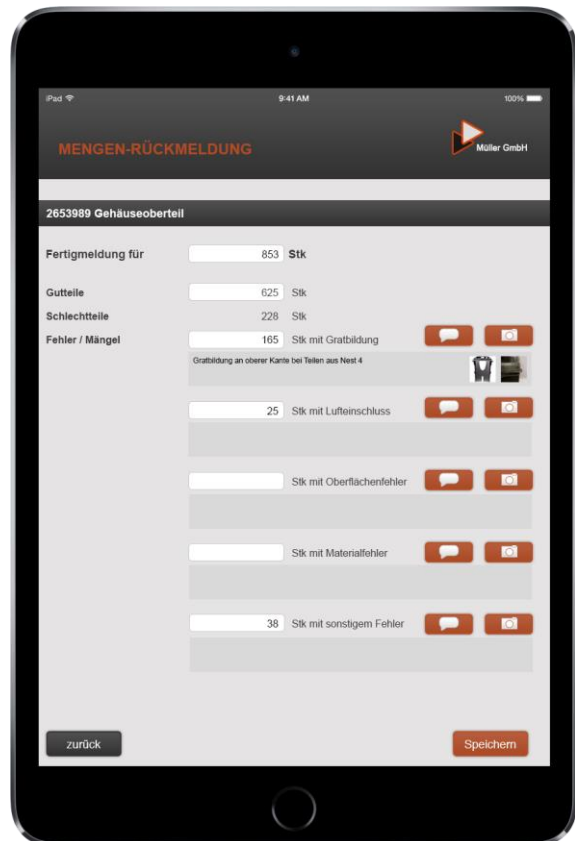 iPad 9:41 AM 100%
MENGEN-RÜCKMELDUNG
Müller GmbH
2653989 Gehäuseoberteil
Fertigmeldung für 853 Stk
Gutteile 625 Stk
Schlechtteile 228 Stk
Fehler / Mängel 165 Stk mit Gratbildung
Gratbildung an oberer Kante bei Teilen aus Nest 4
25 Stk mit Lufteinschluss
Stk mit Oberflächenfehler
Stk mit Materialfehler
38 Stk mit sonstigem Fehler
zurück Speichern